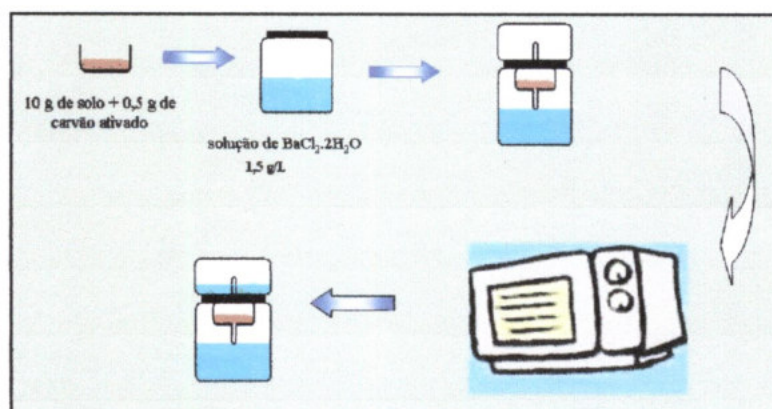 10 g de solo + 0,5 g de
carvão ativado
solução de BaCl₂.2H₂O
1,5 g/L